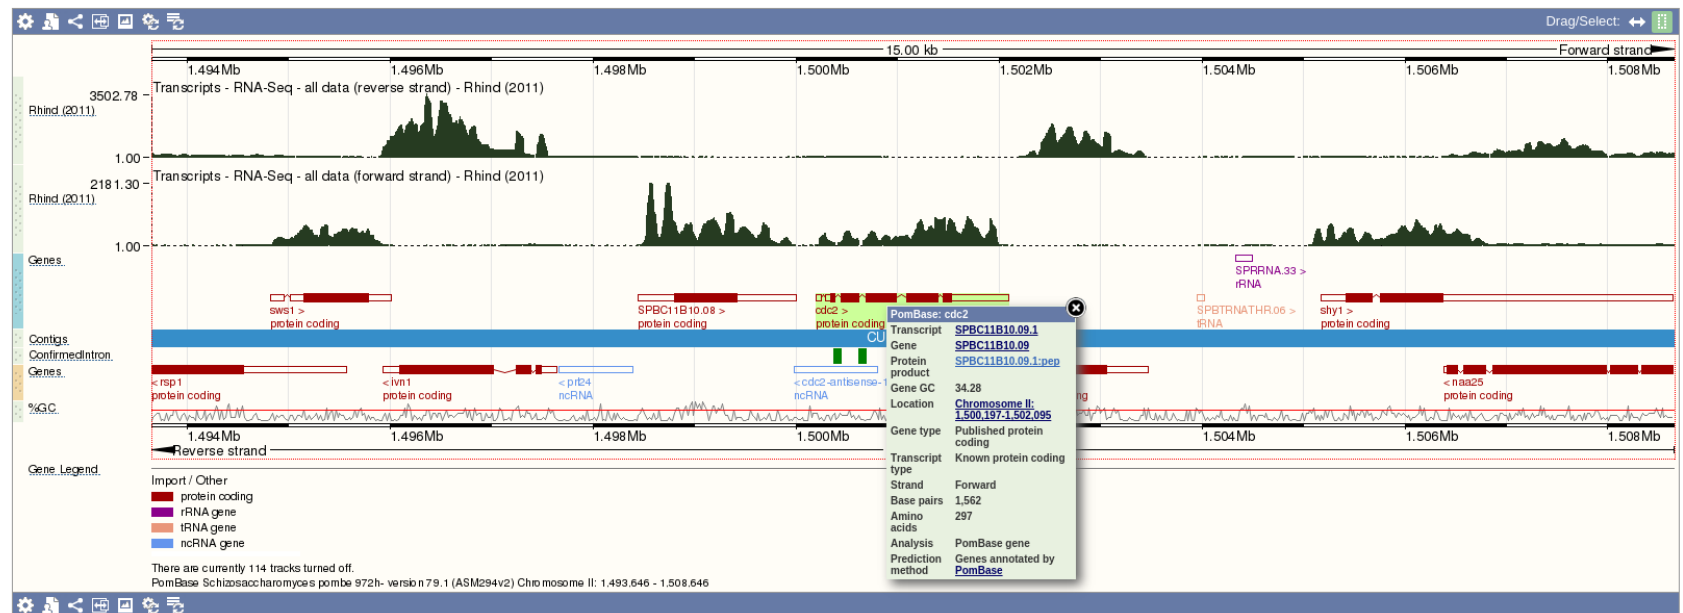 Drag/Select:
15.00 kb Forward strand
1.494Mb 1.496Mb 1.498Mb 1.500Mb 1.502Mb 1.504Mb 1.506Mb 1.508Mb
Transcripts - RNA-Seq - all data (reverse strand) - Rhind (2011)
3502.78
Rhind (2011)
1.00
Transcripts - RNA-Seq - all data (forward strand) - Rhind (2011)
2181.30
Rhind (2011)
1.00
Genes
SPRRNA.33 >
rRNA
sws1 > SPBC11B10.08 > cdc2 > SPBTRNATHR.06 > shy1 >
protein coding protein coding protein coding tRNA protein coding
Contigs CU
ConfirmedIntron
Genes
< rsp1 < ivn1 < prl24 < cdc2-antisense-1 < naa25
protein coding protein coding ncRNA ncRNA ng protein coding
%GC
1.494Mb 1.496Mb 1.498Mb 1.500Mb 1.504Mb 1.506Mb 1.508Mb
Reverse strand
PomBase: cdc2
Transcript SPBC11B10.09.1
Gene SPBC11B10.09
Protein SPBC11B10.09.1:pep
product
Gene GC 34.28
Location Chromosome II:
1,500,197-1,502,095
Gene type Published protein
coding
Transcript Known protein coding
type
Strand Forward
Base pairs 1,562
Amino 297
acids
Analysis PomBase gene
Prediction Genes annotated by
method PomBase
Gene Legend
Import / Other
protein coding
rRNA gene
tRNA gene
ncRNA gene
There are currently 114 tracks turned off.
PomBase Schizosaccharomyces pombe 972h- version 79.1 (ASM294v2) Chromosome II: 1,493,646 - 1,508,646